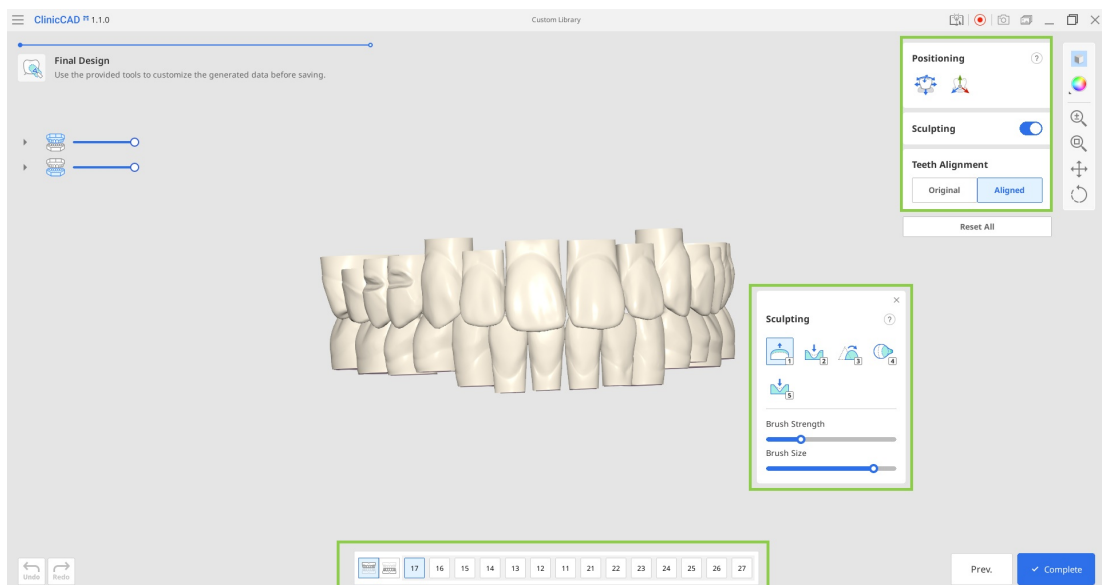 ClinicCAD 1.1.0
Custom Library
Final Design
Use the provided tools to customize the generated data before saving.
Positioning
?
Sculpting
Teeth Alignment
Original Aligned
Reset All
Sculpting
?
1 2 3 4
5
Brush Strength
Brush Size
Undo Redo
17 16 15 14 13 12 11 21 22 23 24 25 26 27
Prev. Complete